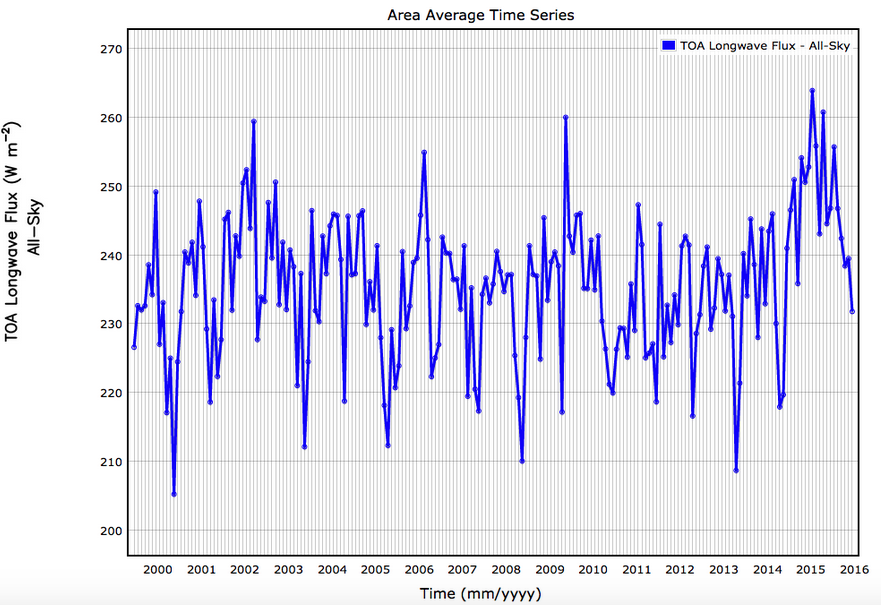 Area Average Time Series
TOA Longwave Flux - All-Sky
TOA Longwave Flux (W m−2)
All−Sky
270
260
250
240
230
220
210
200
2000 2001 2002 2003 2004 2005 2006 2007 2008 2009 2010 2011 2012 2013 2014 2015 2016
Time (mm/yyyy)